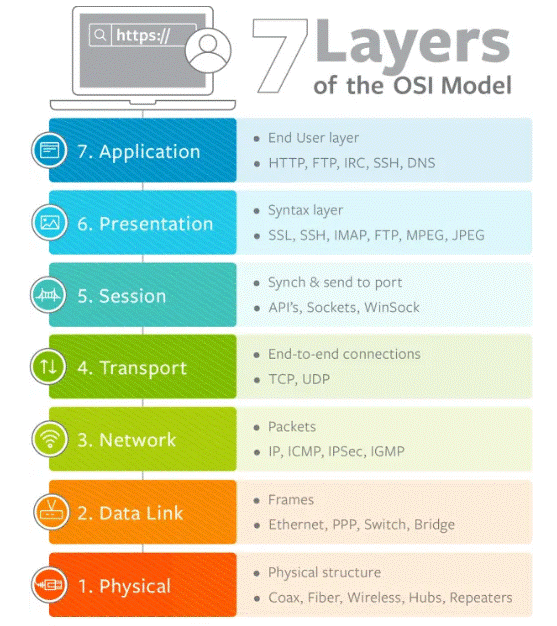 https://
7 Layers
of the OSI Model
7. Application
• End User layer
• HTTP, FTP, IRC, SSH, DNS
6. Presentation
• Syntax layer
• SSL, SSH, IMAP, FTP, MPEG, JPEG
5. Session
• Synch & send to port
• API's, Sockets, WinSock
4. Transport
• End-to-end connections
• TCP, UDP
3. Network
• Packets
• IP, ICMP, IPSec, IGMP
2. Data Link
• Frames
• Ethernet, PPP, Switch, Bridge
1. Physical
• Physical structure
• Coax, Fiber, Wireless, Hubs, Repeaters